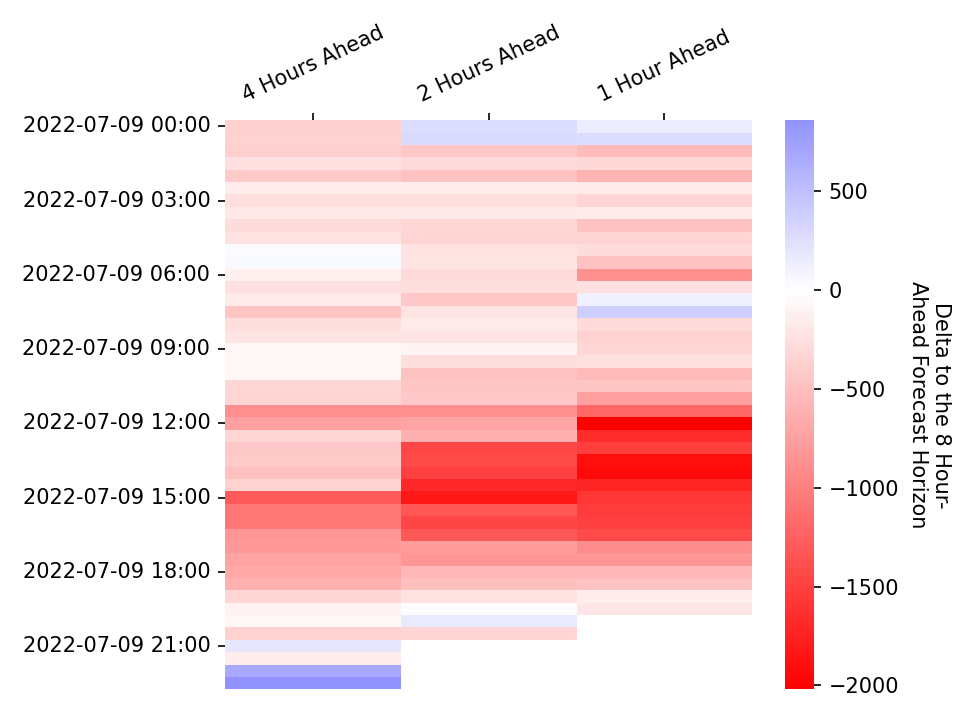 4 Hours Ahead
2 Hours Ahead
1 Hour Ahead
2022-07-09 00:00
2022-07-09 03:00
2022-07-09 06:00
2022-07-09 09:00
2022-07-09 12:00
2022-07-09 15:00
2022-07-09 18:00
2022-07-09 21:00
500
0
−500
−1000
−1500
−2000
Delta to the 8 Hour-
Ahead Forecast Horizon